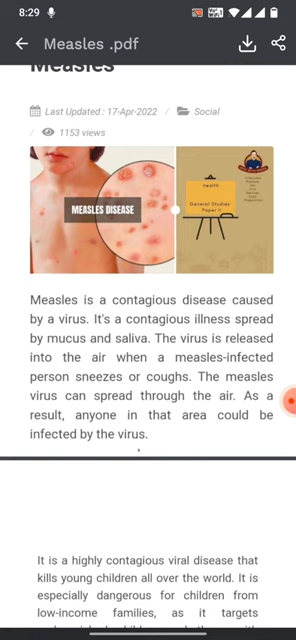 8:29
Measles .pdf
Measles
Last Updated : 17-Apr-2022 / Social
/ 1153 views
MEASLES DISEASE
Health
General Studies
Paper II
Measles is a contagious disease caused
by a virus. It's a contagious illness spread
by mucus and saliva. The virus is released
into the air when a measles-infected
person sneezes or coughs. The measles
virus can spread through the air. As a
result, anyone in that area could be
infected by the virus.
It is a highly contagious viral disease that
kills young children all over the world. It is
especially dangerous for children from
low-income families, as it targets